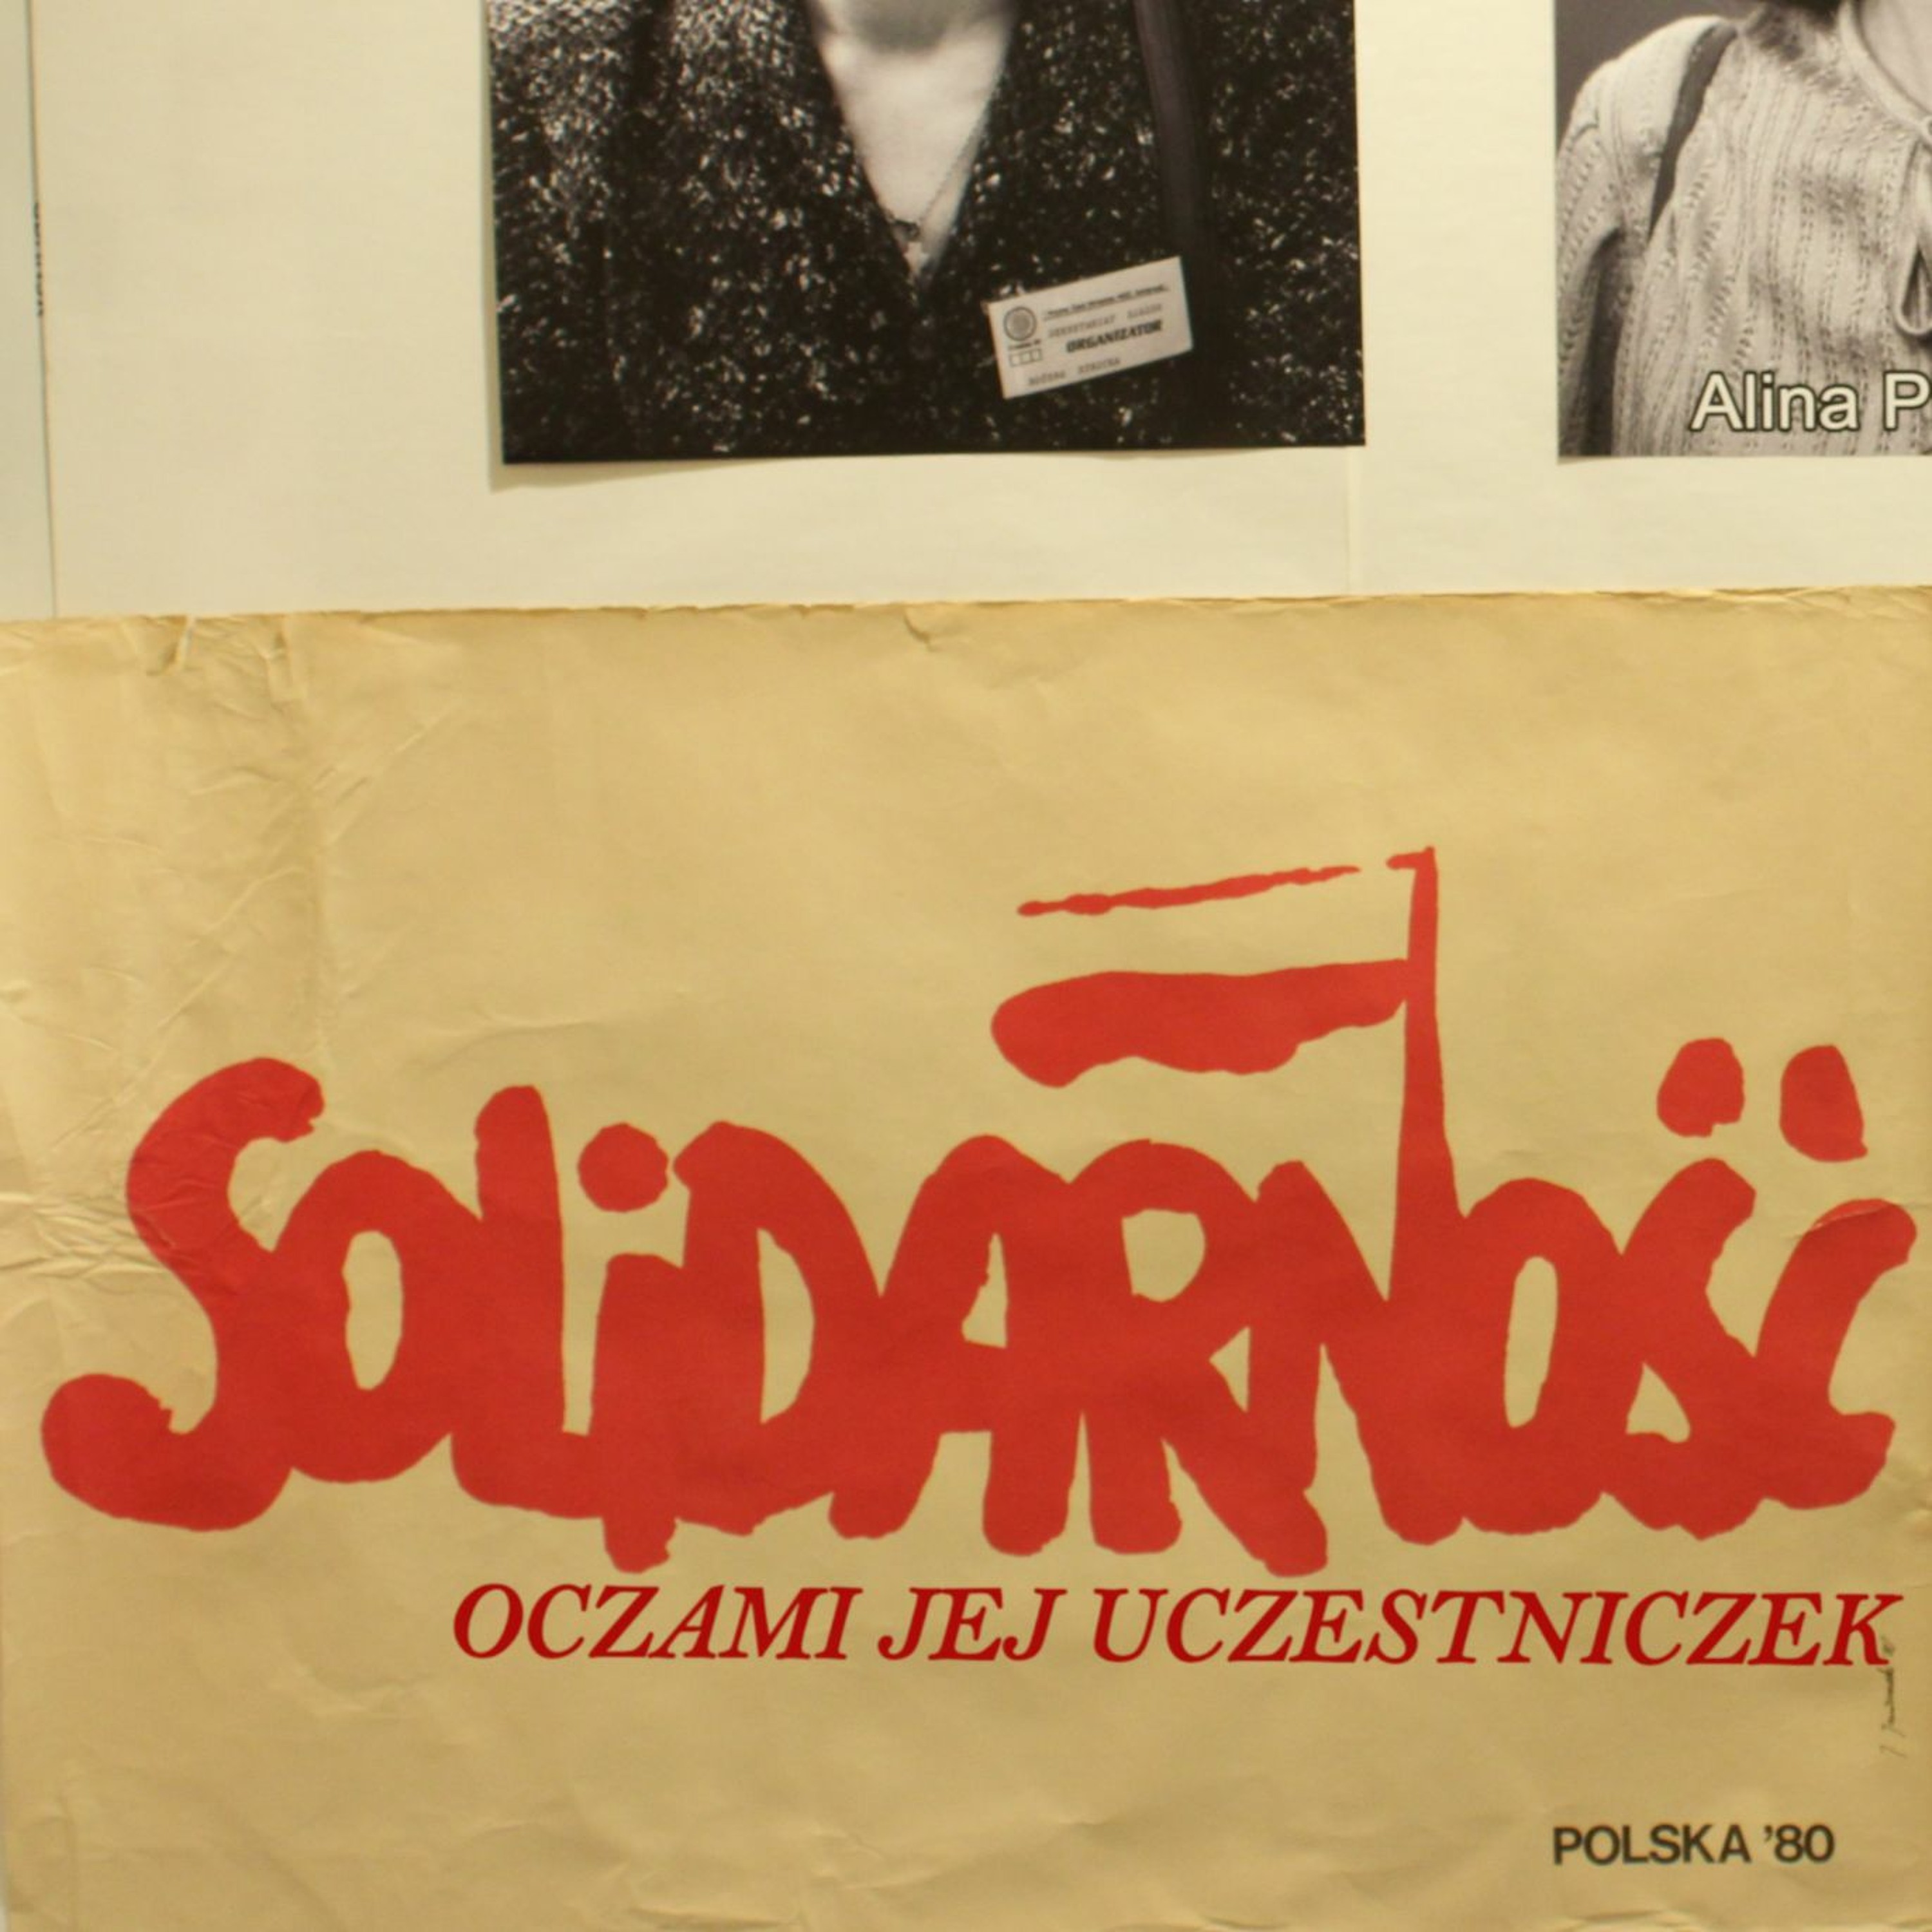 ORGANIZATOR
Alina P
SOLiDARNOŚĆ
OCZAMI JEJ UCZESTNICZEK
POLSKA '80